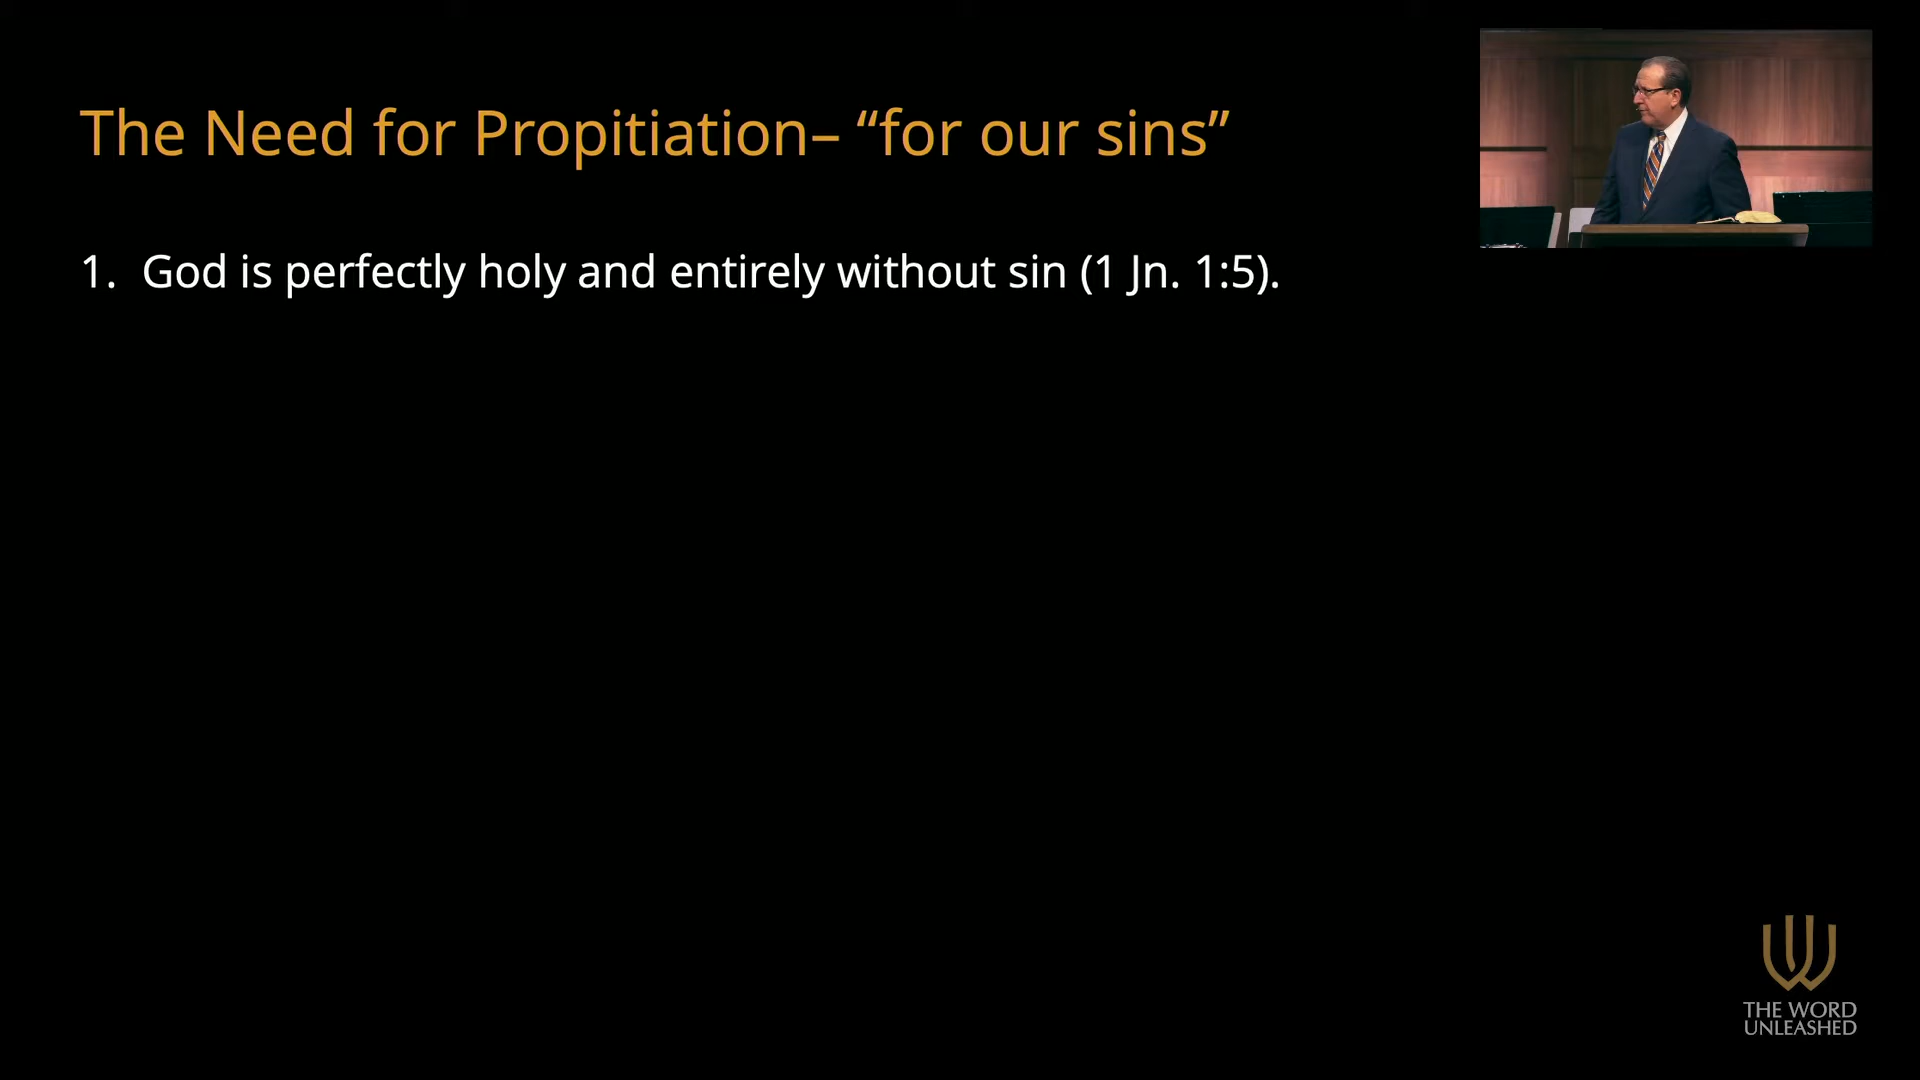 The Need for Propitiation– “for our sins”
1. God is perfectly holy and entirely without sin (1 Jn. 1:5).
THE WORD
UNLEASHED